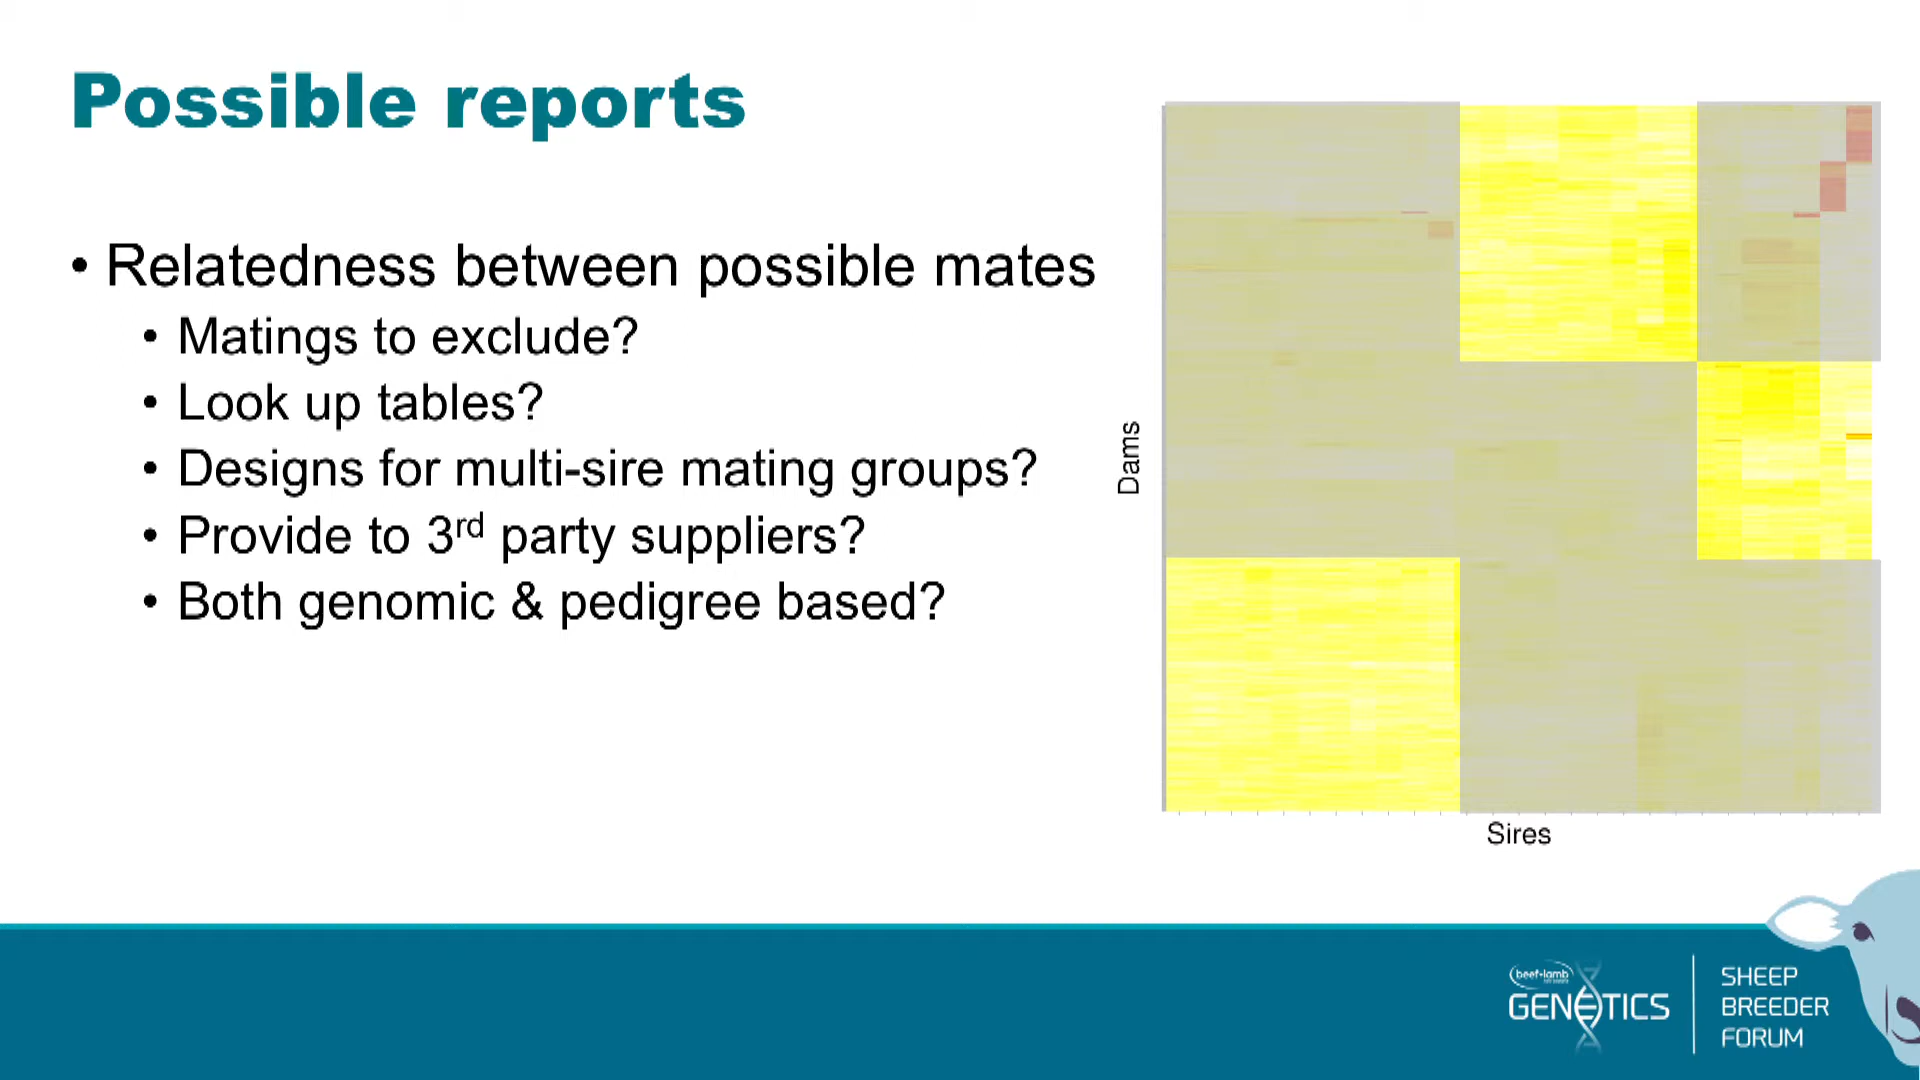 Possible reports
• Relatedness between possible mates
• Matings to exclude?
• Look up tables?
• Designs for multi-sire mating groups?
• Provide to 3rd party suppliers?
• Both genomic & pedigree based?
Dams
Sires
beef+lamb
GENETICS
SHEEP
BREEDER
FORUM